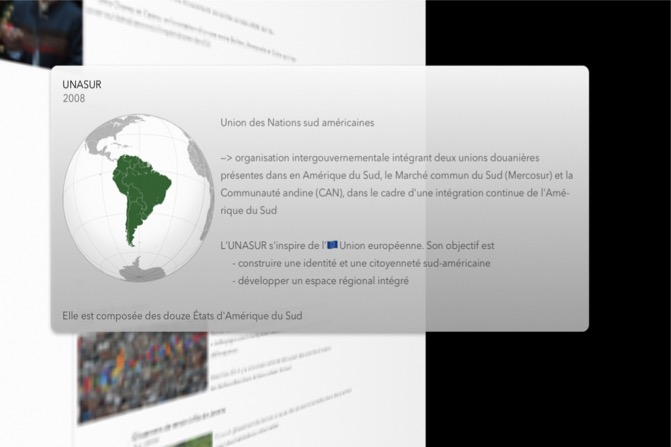 UNASUR
2008
Union des Nations sud américaines
–> organisation intergouvernementale intégrant deux unions douanières
présentes dans en Amérique du Sud, le Marché commun du Sud (Mercosur) et la
Communauté andine (CAN), dans le cadre d'une intégration continue de l'Amé-
rique du Sud
L'UNASUR s'inspire de l'🇪🇺 Union européenne. Son objectif est
- construire une identité et une citoyenneté sud-américaine
- développer un espace régional intégré
Elle est composée des douze États d'Amérique du Sud